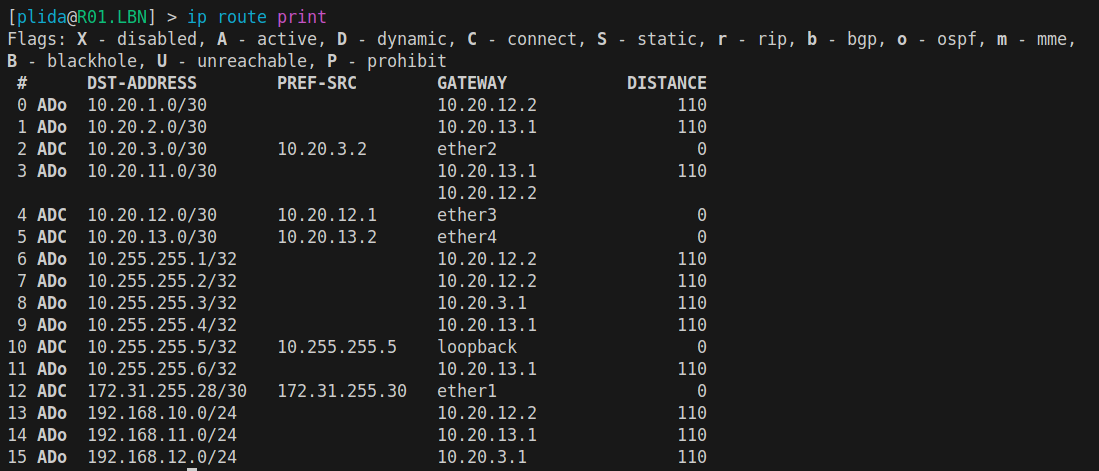 [plida@R01.LBN] > ip route print
Flags: X - disabled, A - active, D - dynamic, C - connect, S - static, r - rip, b - bgp, o - ospf, m - mme,
B - blackhole, U - unreachable, P - prohibit
 #      DST-ADDRESS        PREF-SRC        GATEWAY            DISTANCE
 0 ADo  10.20.1.0/30                       10.20.12.2              110
 1 ADo  10.20.2.0/30                       10.20.13.1              110
 2 ADC  10.20.3.0/30       10.20.3.2       ether2                    0
 3 ADo  10.20.11.0/30                      10.20.13.1              110
                                           10.20.12.2
 4 ADC  10.20.12.0/30      10.20.12.1      ether3                    0
 5 ADC  10.20.13.0/30      10.20.13.2      ether4                    0
 6 ADo  10.255.255.1/32                    10.20.12.2              110
 7 ADo  10.255.255.2/32                    10.20.12.2              110
 8 ADo  10.255.255.3/32                    10.20.3.1               110
 9 ADo  10.255.255.4/32                    10.20.13.1              110
10 ADC  10.255.255.5/32    10.255.255.5    loopback                  0
11 ADo  10.255.255.6/32                    10.20.13.1              110
12 ADC  172.31.255.28/30   172.31.255.30   ether1                    0
13 ADo  192.168.10.0/24                    10.20.12.2              110
14 ADo  192.168.11.0/24                    10.20.13.1              110
15 ADo  192.168.12.0/24                    10.20.3.1               110